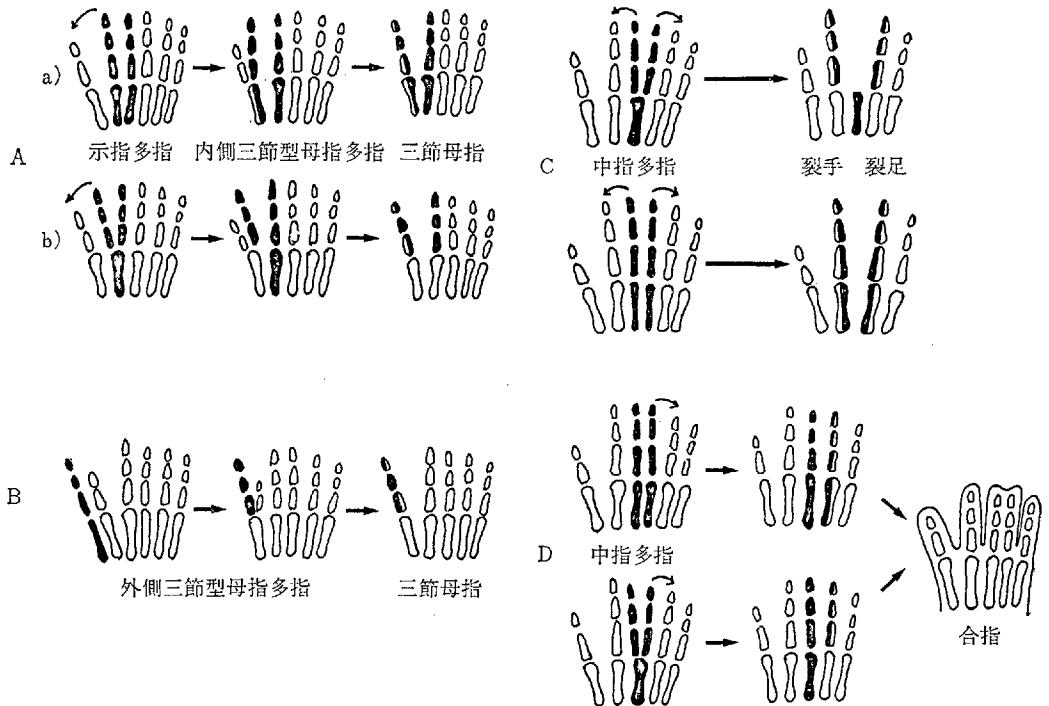 A
a)
示指多指 内側三節型母指多指 三節母指
b)
B
外側三節型母指多指 三節母指
C
中指多指 裂手 裂足
D
中指多指
合指